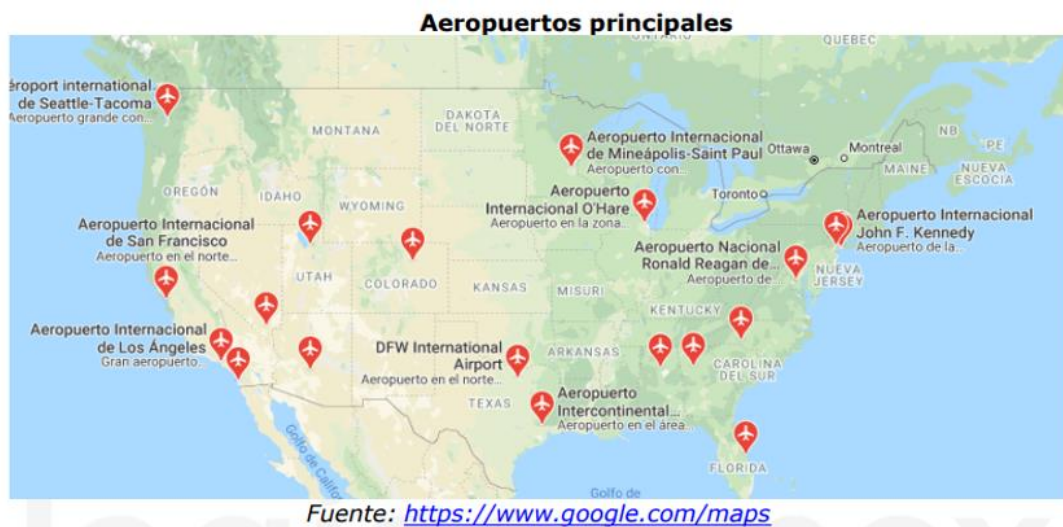 Aeropuertos principales
QUEBEC
éroport international
de Seattle-Tacoma
Aeropuerto grande con...
MONTANA
DAKOTA
DEL NORTE
Aeropuerto Internacional
de Mineápolis-Saint Paul
Aeropuerto con...
Ottawa
Montreal
NB
PE
MAINE
NUEVA
ESCOCIA
OREGÓN
IDAHO
WYOMING
Aeropuerto
Internacional O'Hare
Aeropuerto en la zona...
Toronto
Aeropuerto Internacional
de San Francisco
Aeropuerto en el norte...
Aeropuerto Internacional
John F. Kennedy
Aeropuerto de la...
Aeropuerto Nacional
Ronald Reagan de...
Aeropuerto de...
NUEVA
JERSEY
UTAH
COLORADO
KANSAS
MISURI
KENTUCKY
Aeropuerto Internacional
de Los Ángeles
Gran aeropuerto...
DFW International
Airport
Aeropuerto en el norte...
ARKANSAS
CAROLINA
DEL SUR
TEXAS
Aeropuerto
Intercontinental...
Aeropuerto en el área...
Golfo de Califor
FLORIDA
Golfo de
Fuente: https://www.google.com/maps